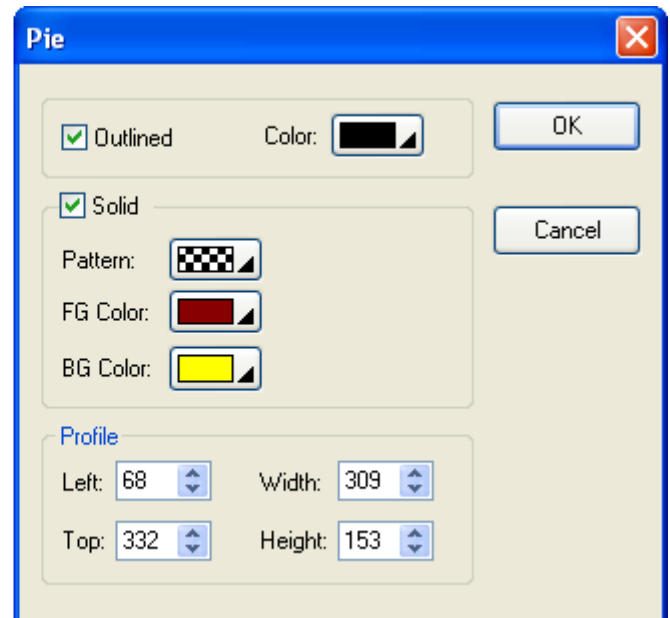 Pie
Outlined
Color:
OK
Solid
Cancel
Pattern:
FG Color:
BG Color:
Profile
Left: 68
Width: 309
Top: 332
Height: 153